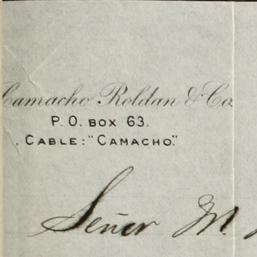 Camacho Roldan & Co.
P.O. BOX 63.
CABLE: "CAMACHO."
Señor M.